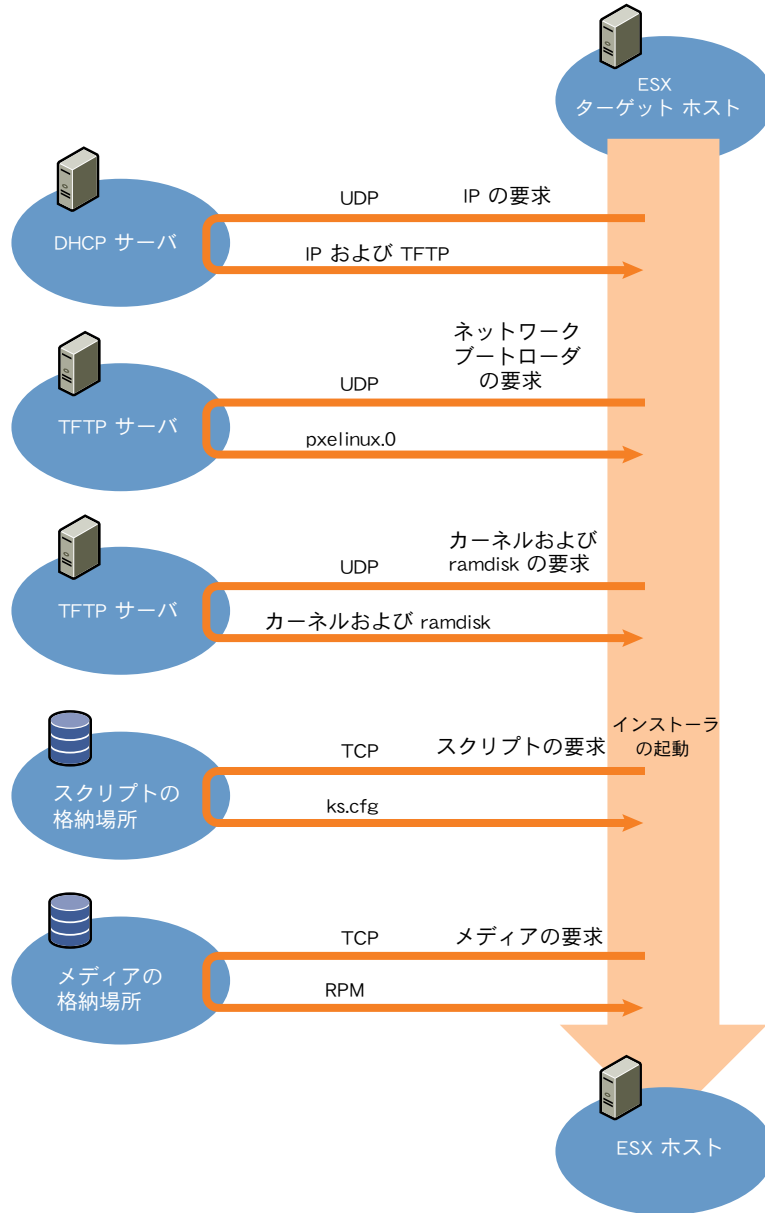 ESX
ターゲット ホスト
UDP
IP の要求
DHCP サーバ
IP および TFTP
ネットワーク
ブートローダ
の要求
UDP
TFTP サーバ
pxelinux.0
カーネルおよび
ramdisk の要求
UDP
TFTP サーバ
カーネルおよび ramdisk
インストーラ
の起動
TCP
スクリプトの要求
スクリプトの
格納場所
ks.cfg
TCP
メディアの要求
メディアの
格納場所
RPM
ESX ホスト